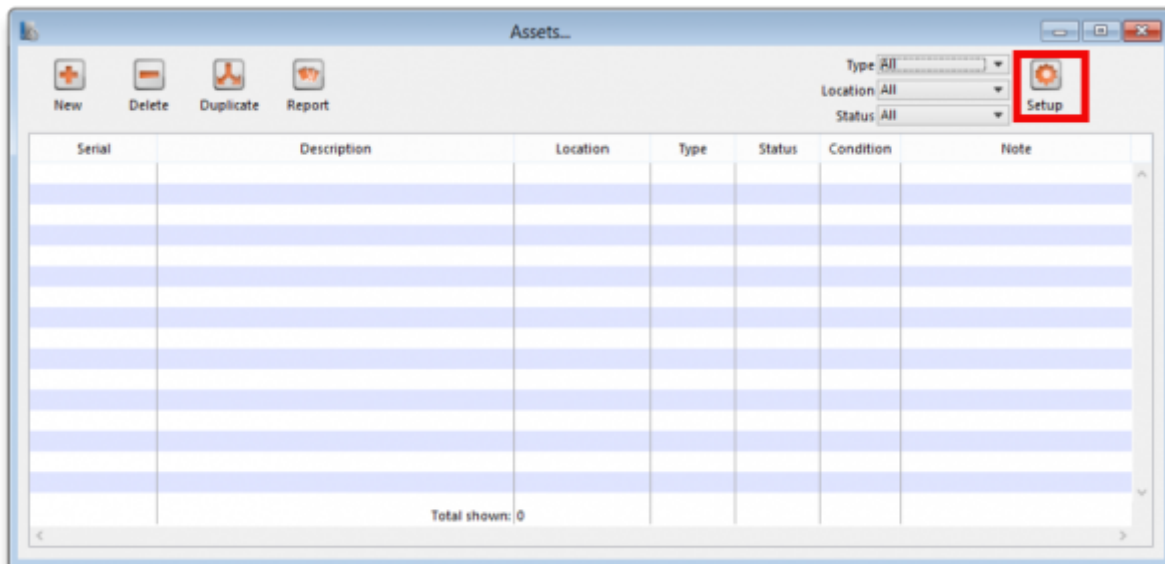 Assets...
New Delete Duplicate Report
Type All
Location All
Status All
Setup
Serial Description Location Type Status Condition Note
Total shown: 0